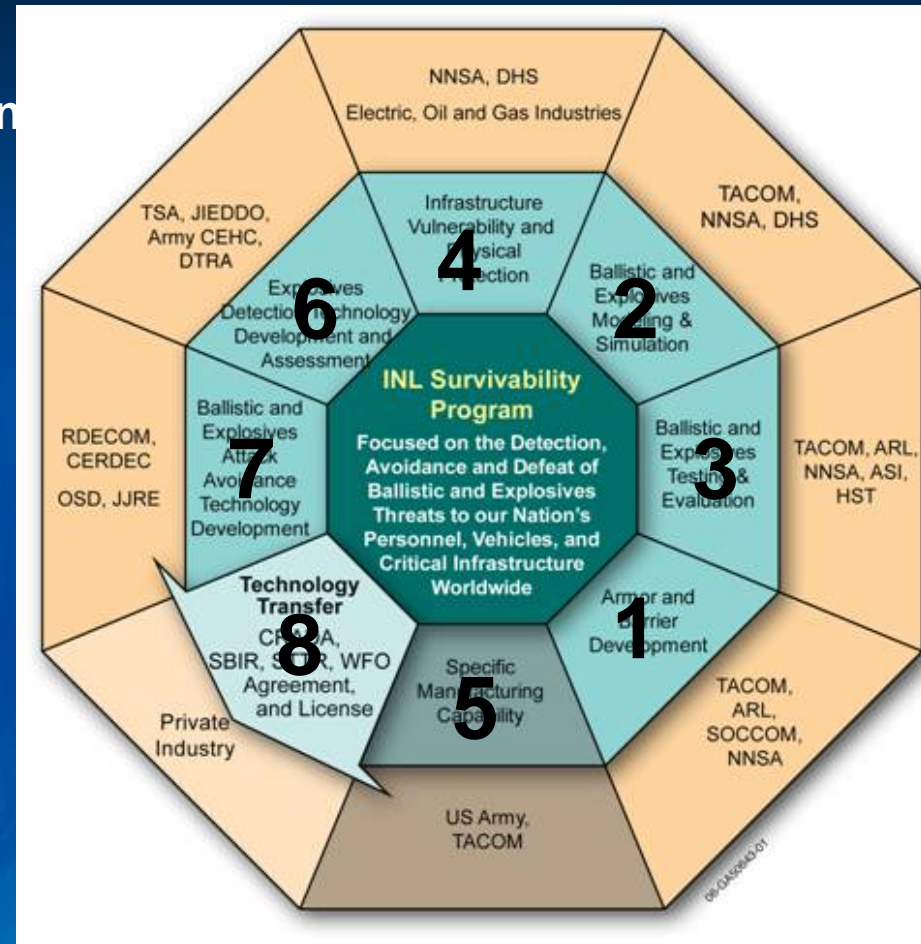 n
NNSA, DHS
Electric, Oil and Gas Industries
TACOM,
NNSA, DHS
TACOM, ARL,
NNSA, ASI,
HST
TACOM,
ARL,
SOCCOM,
NNSA
US Army,
TACOM
Private
Industry
RDECOM,
CERDEC
OSD, JJRE
TSA, JIEDDO,
Army CEHC,
DTRA
Infrastructure
Vulnerability and
Physical
Protection
4
Ballistic and
Explosives
Modeling &
Simulation
2
Ballistic and
Explosives
Testing &
Evaluation
3
Armor and
Barrier
Development
1
Specific
Manufacturing
Capability
5
Technology
Transfer
CRADA,
SBIR, STTR, WFO
Agreement,
and License
8
Ballistic and
Explosives
Attack
Avoidance
Technology
Development
7
Explosives
Detection Technology
Development and
Assessment
6
INL Survivability
Program
Focused on the Detection,
Avoidance and Defeat of
Ballistic and Explosives
Threats to our Nation's
Personnel, Vehicles, and
Critical Infrastructure
Worldwide
06-GA50643-01